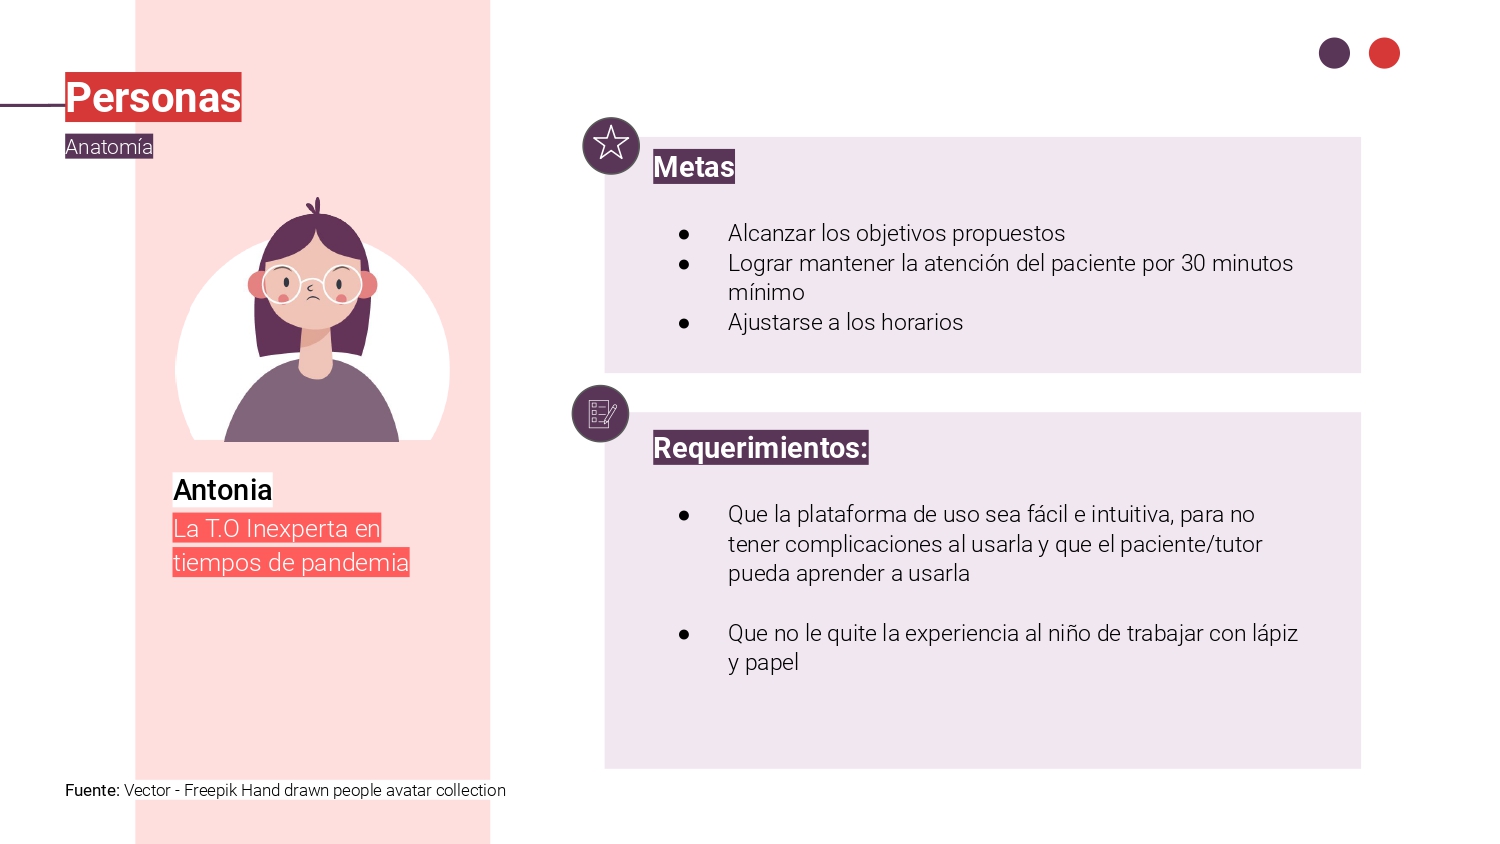 Personas
Anatomía
Antonia
La T.O Inexperta en
tiempos de pandemia
Fuente: Vector - Freepik Hand drawn people avatar collection
Metas
● Alcanzar los objetivos propuestos
● Lograr mantener la atención del paciente por 30 minutos
mínimo
● Ajustarse a los horarios
Requerimientos:
● Que la plataforma de uso sea fácil e intuitiva, para no
tener complicaciones al usarla y que el paciente/tutor
pueda aprender a usarla
● Que no le quite la experiencia al niño de trabajar con lápiz
y papel